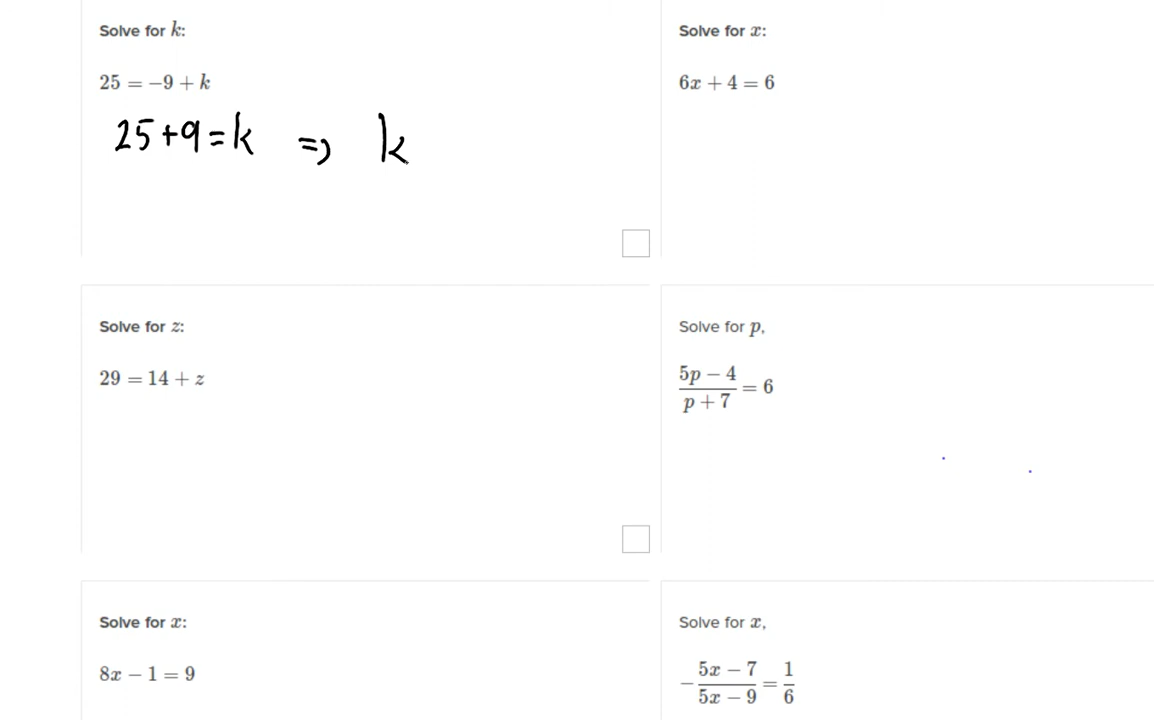 Solve for k:
25 = −9 + k
25+9=k ⇒ k
Solve for x:
6x + 4 = 6
Solve for z:
29 = 14 + z
Solve for p,
5p − 4
p + 7
= 6
Solve for x:
8x − 1 = 9
Solve for x,
−
5x − 7
5x − 9
=
1
6